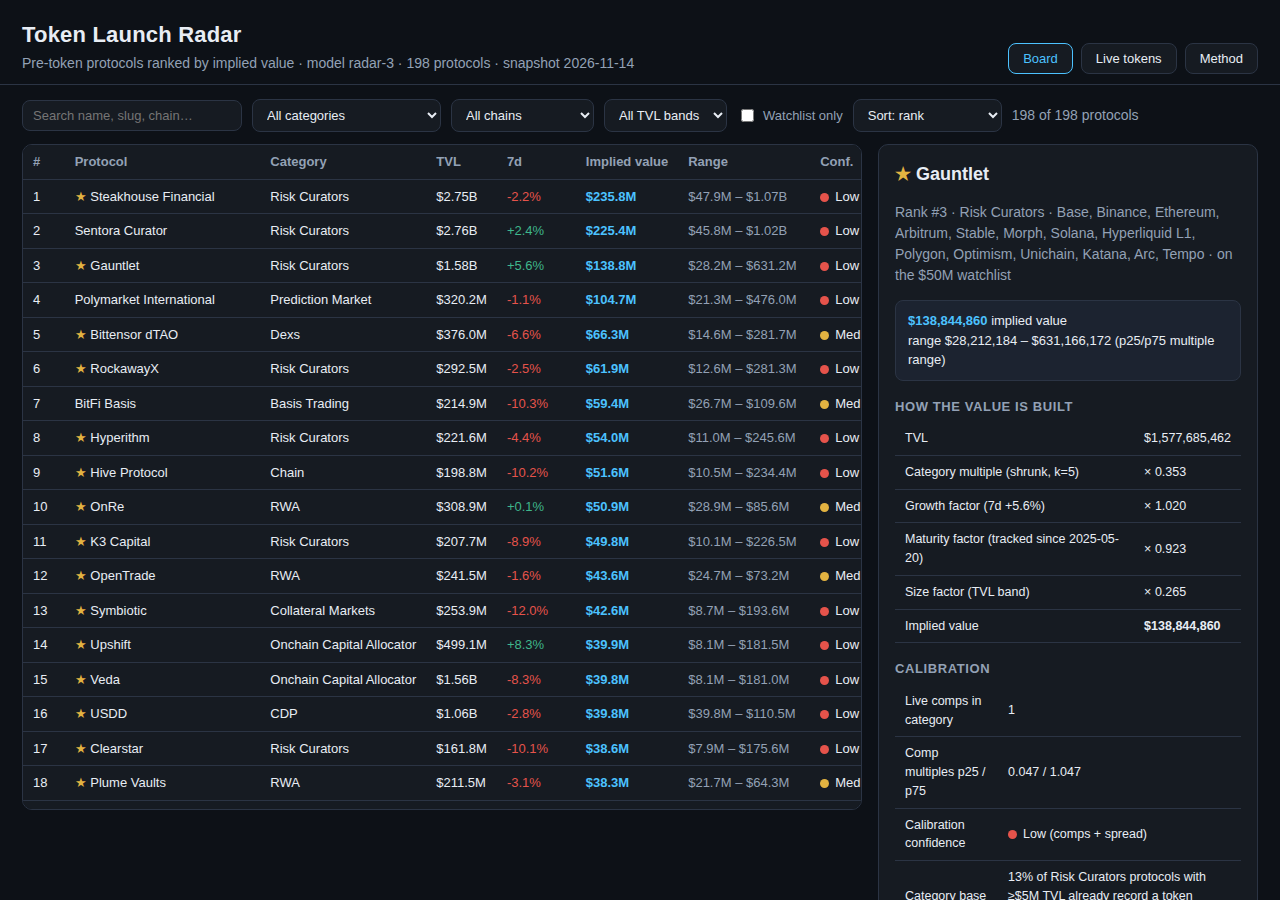 Token Launch Radar
Pre-token protocols ranked by implied value · model radar-3 · 198 protocols · snapshot 2026-11-14
Board
Live tokens
Method
Search name, slug, chain…
All categories
All chains
All TVL bands
Watchlist only
Sort: rank
198 of 198 protocols
# Protocol Category TVL 7d Implied value Range Conf.
1 ★ Steakhouse Financial Risk Curators $2.75B -2.2% $235.8M $47.9M – $1.07B Low
2 Sentora Curator Risk Curators $2.76B +2.4% $225.4M $45.8M – $1.02B Low
3 ★ Gauntlet Risk Curators $1.58B +5.6% $138.8M $28.2M – $631.2M Low
4 Polymarket International Prediction Market $320.2M -1.1% $104.7M $21.3M – $476.0M Low
5 ★ Bittensor dTAO Dexs $376.0M -6.6% $66.3M $14.6M – $281.7M Med
6 ★ RockawayX Risk Curators $292.5M -2.5% $61.9M $12.6M – $281.3M Low
7 BitFi Basis Basis Trading $214.9M -10.3% $59.4M $26.7M – $109.6M Med
8 ★ Hyperithm Risk Curators $221.6M -4.4% $54.0M $11.0M – $245.6M Low
9 ★ Hive Protocol Chain $198.8M -10.2% $51.6M $10.5M – $234.4M Low
10 ★ OnRe RWA $308.9M +0.1% $50.9M $28.9M – $85.6M Med
11 ★ K3 Capital Risk Curators $207.7M -8.9% $49.8M $10.1M – $226.5M Low
12 ★ OpenTrade RWA $241.5M -1.6% $43.6M $24.7M – $73.2M Med
13 ★ Symbiotic Collateral Markets $253.9M -12.0% $42.6M $8.7M – $193.6M Low
14 ★ Upshift Onchain Capital Allocator $499.1M +8.3% $39.9M $8.1M – $181.5M Low
15 ★ Veda Onchain Capital Allocator $1.56B -8.3% $39.8M $8.1M – $181.0M Low
16 ★ USDD CDP $1.06B -2.8% $39.8M $39.8M – $110.5M Low
17 ★ Clearstar Risk Curators $161.8M -10.1% $38.6M $7.9M – $175.6M Low
18 ★ Plume Vaults RWA $211.5M -3.1% $38.3M $21.7M – $64.3M Med
★ Gauntlet
Rank #3 · Risk Curators · Base, Binance, Ethereum,
Arbitrum, Stable, Morph, Solana, Hyperliquid L1,
Polygon, Optimism, Unichain, Katana, Arc, Tempo · on
the $50M watchlist
$138,844,860 implied value
range $28,212,184 – $631,166,172 (p25/p75 multiple
range)
HOW THE VALUE IS BUILT
TVL $1,577,685,462
Category multiple (shrunk, k=5) × 0.353
Growth factor (7d +5.6%) × 1.020
Maturity factor (tracked since 2025-05-
20) × 0.923
Size factor (TVL band) × 0.265
Implied value $138,844,860
CALIBRATION
Live comps in
category 1
Comp
multiples p25 /
p75 0.047 / 1.047
Calibration
confidence Low (comps + spread)
13% of Risk Curators protocols with
Category base ≥$5M TVL already record a token